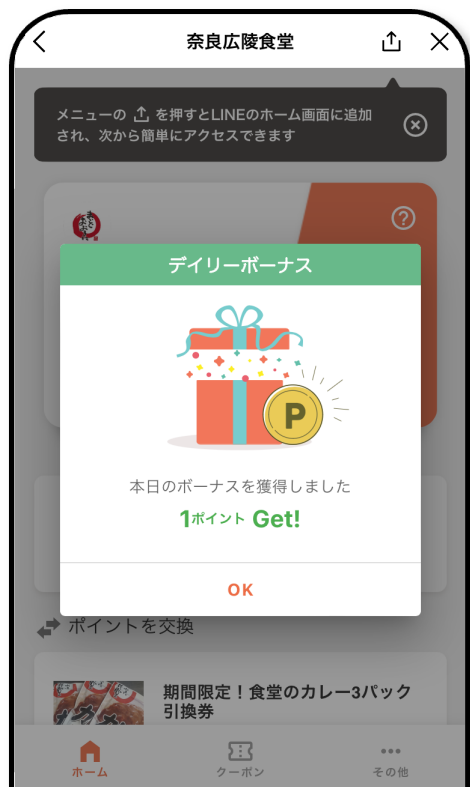 奈良広陵食堂
メニューの を押すとLINEのホーム画面に追加
され、次から簡単にアクセスできます
デイリーボーナス
P
本日のボーナスを獲得しました
1ポイント Get!
OK
ポイントを交換
期間限定！食堂のカレー3パック
引換券
ホーム
クーポン
その他